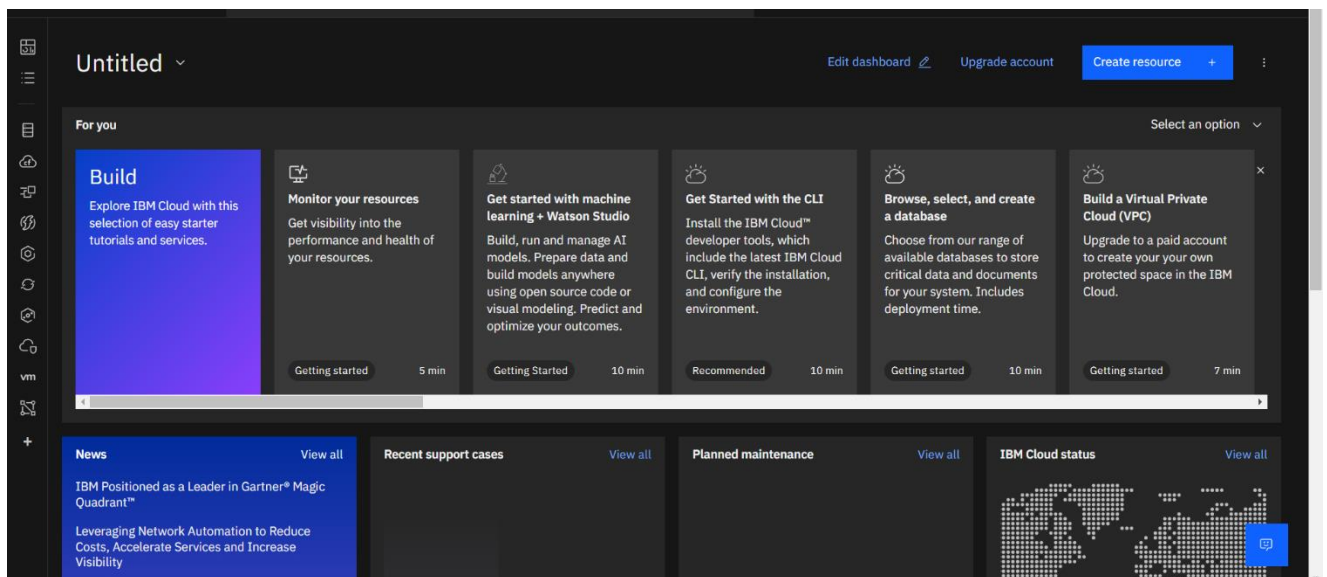 Untitled
Edit dashboard
Upgrade account
Create resource +
For you
Select an option
Build
Explore IBM Cloud with this
selection of easy starter
tutorials and services.
Monitor your resources
Get visibility into the
performance and health of
your resources.
Getting started
5 min
Get started with machine
learning + Watson Studio
Build, run and manage AI
models. Prepare data and
build models anywhere
using open source code or
visual modeling. Predict and
optimize your outcomes.
Getting Started
10 min
Get Started with the CLI
Install the IBM Cloud™
developer tools, which
include the latest IBM Cloud
CLI, verify the installation,
and configure the
environment.
Recommended
10 min
Browse, select, and create
a database
Choose from our range of
available databases to store
critical data and documents
for your system. Includes
deployment time.
Getting started
10 min
Build a Virtual Private
Cloud (VPC)
Upgrade to a paid account
to create your your own
protected space in the IBM
Cloud.
Getting started
7 min
vm
News
View all
IBM Positioned as a Leader in Gartner® Magic
Quadrant™
Leveraging Network Automation to Reduce
Costs, Accelerate Services and Increase
Visibility
Recent support cases
View all
Planned maintenance
View all
IBM Cloud status
View all